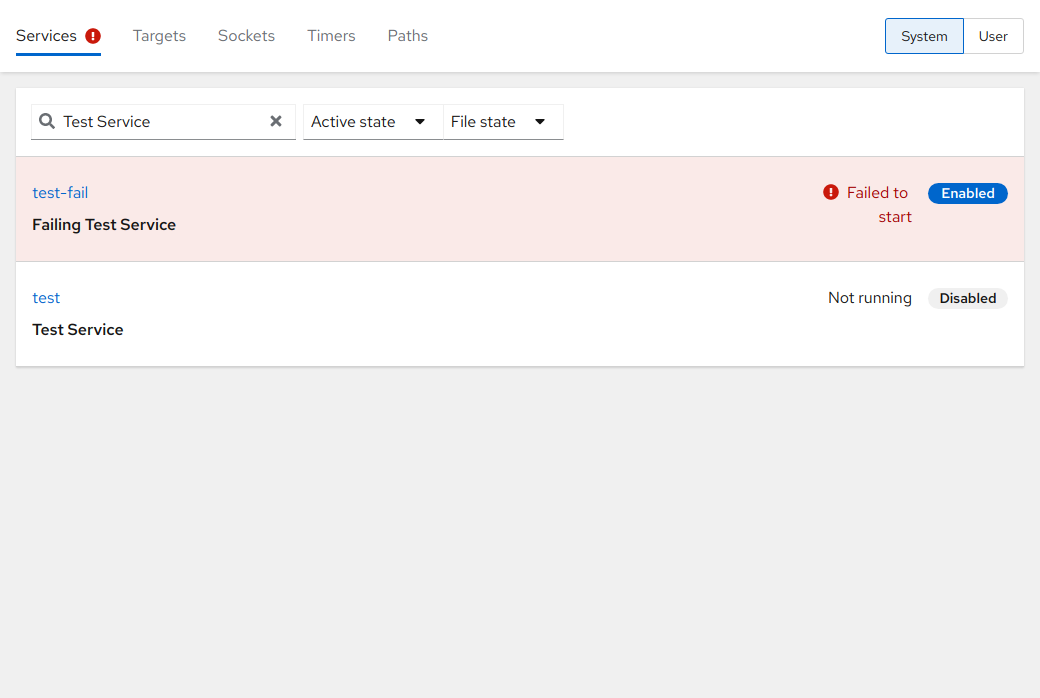 Services Targets Sockets Timers Paths System User
Test Service Active state File state
test-fail Failed to start Enabled
Failing Test Service
test Not running Disabled
Test Service